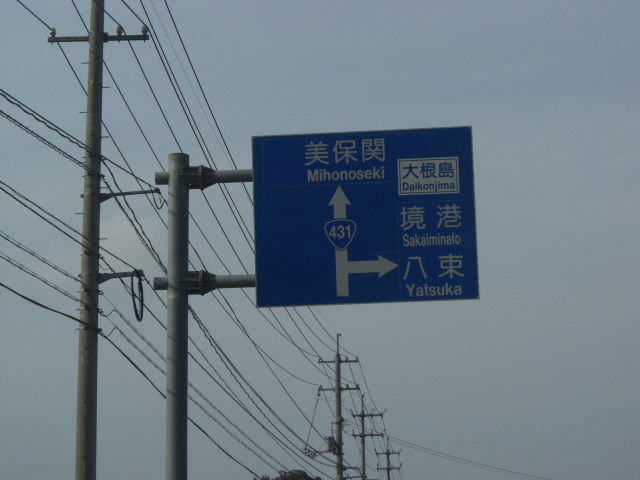 美保関
Mihonoseki
431
大根島
Daikonjima
境港
Sakaiminato
八束
Yatsuka